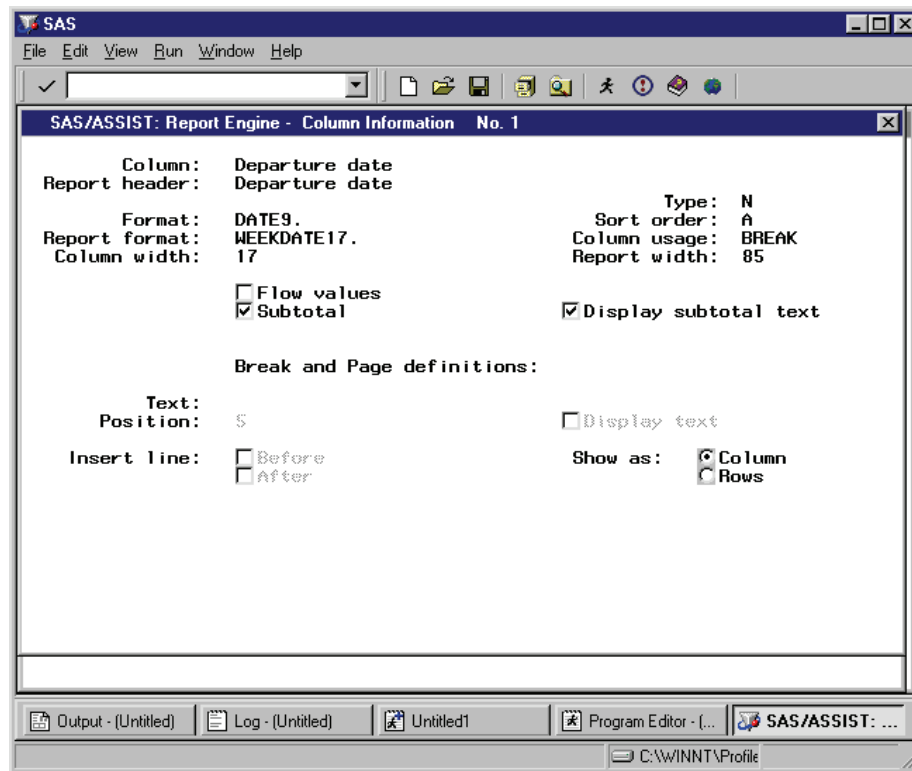 SAS
File Edit View Run Window Help
SAS/ASSIST: Report Engine - Column Information No. 1
Column: Departure date
Report header: Departure date
Type: N
Format: DATE9. Sort order: A
Report format: WEEKDATE17. Column usage: BREAK
Column width: 17 Report width: 85
Flow values
Subtotal Display subtotal text
Break and Page definitions:
Text:
Position: 5 Display text
Insert line: Before Show as: Column
After Rows
Output - (Untitled) Log - (Untitled) Untitled1 Program Editor - (... SAS/ASSIST: ...
C:\WINNT\Profile